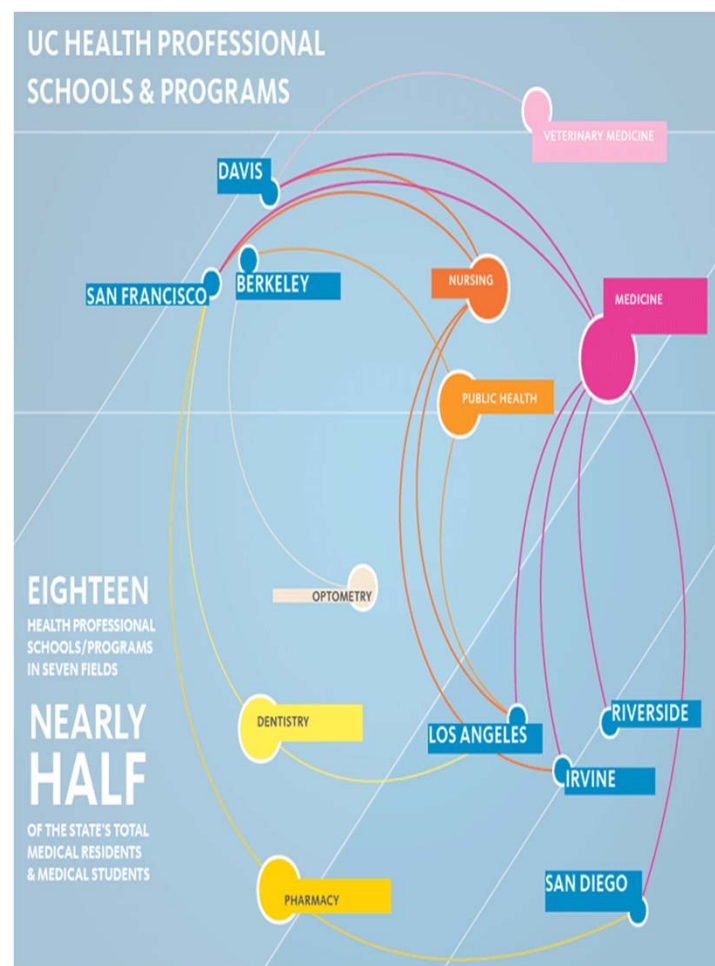 UC HEALTH PROFESSIONAL
SCHOOLS & PROGRAMS
VETERINARY MEDICINE
DAVIS
BERKELEY
SAN FRANCISCO
NURSING
MEDICINE
PUBLIC HEALTH
EIGHTEEN
HEALTH PROFESSIONAL
SCHOOLS/PROGRAMS
IN SEVEN FIELDS
OPTOMETRY
NEARLY
HALF
OF THE STATE'S TOTAL
MEDICAL RESIDENTS
& MEDICAL STUDENTS
DENTISTRY
LOS ANGELES
RIVERSIDE
IRVINE
PHARMACY
SAN DIEGO